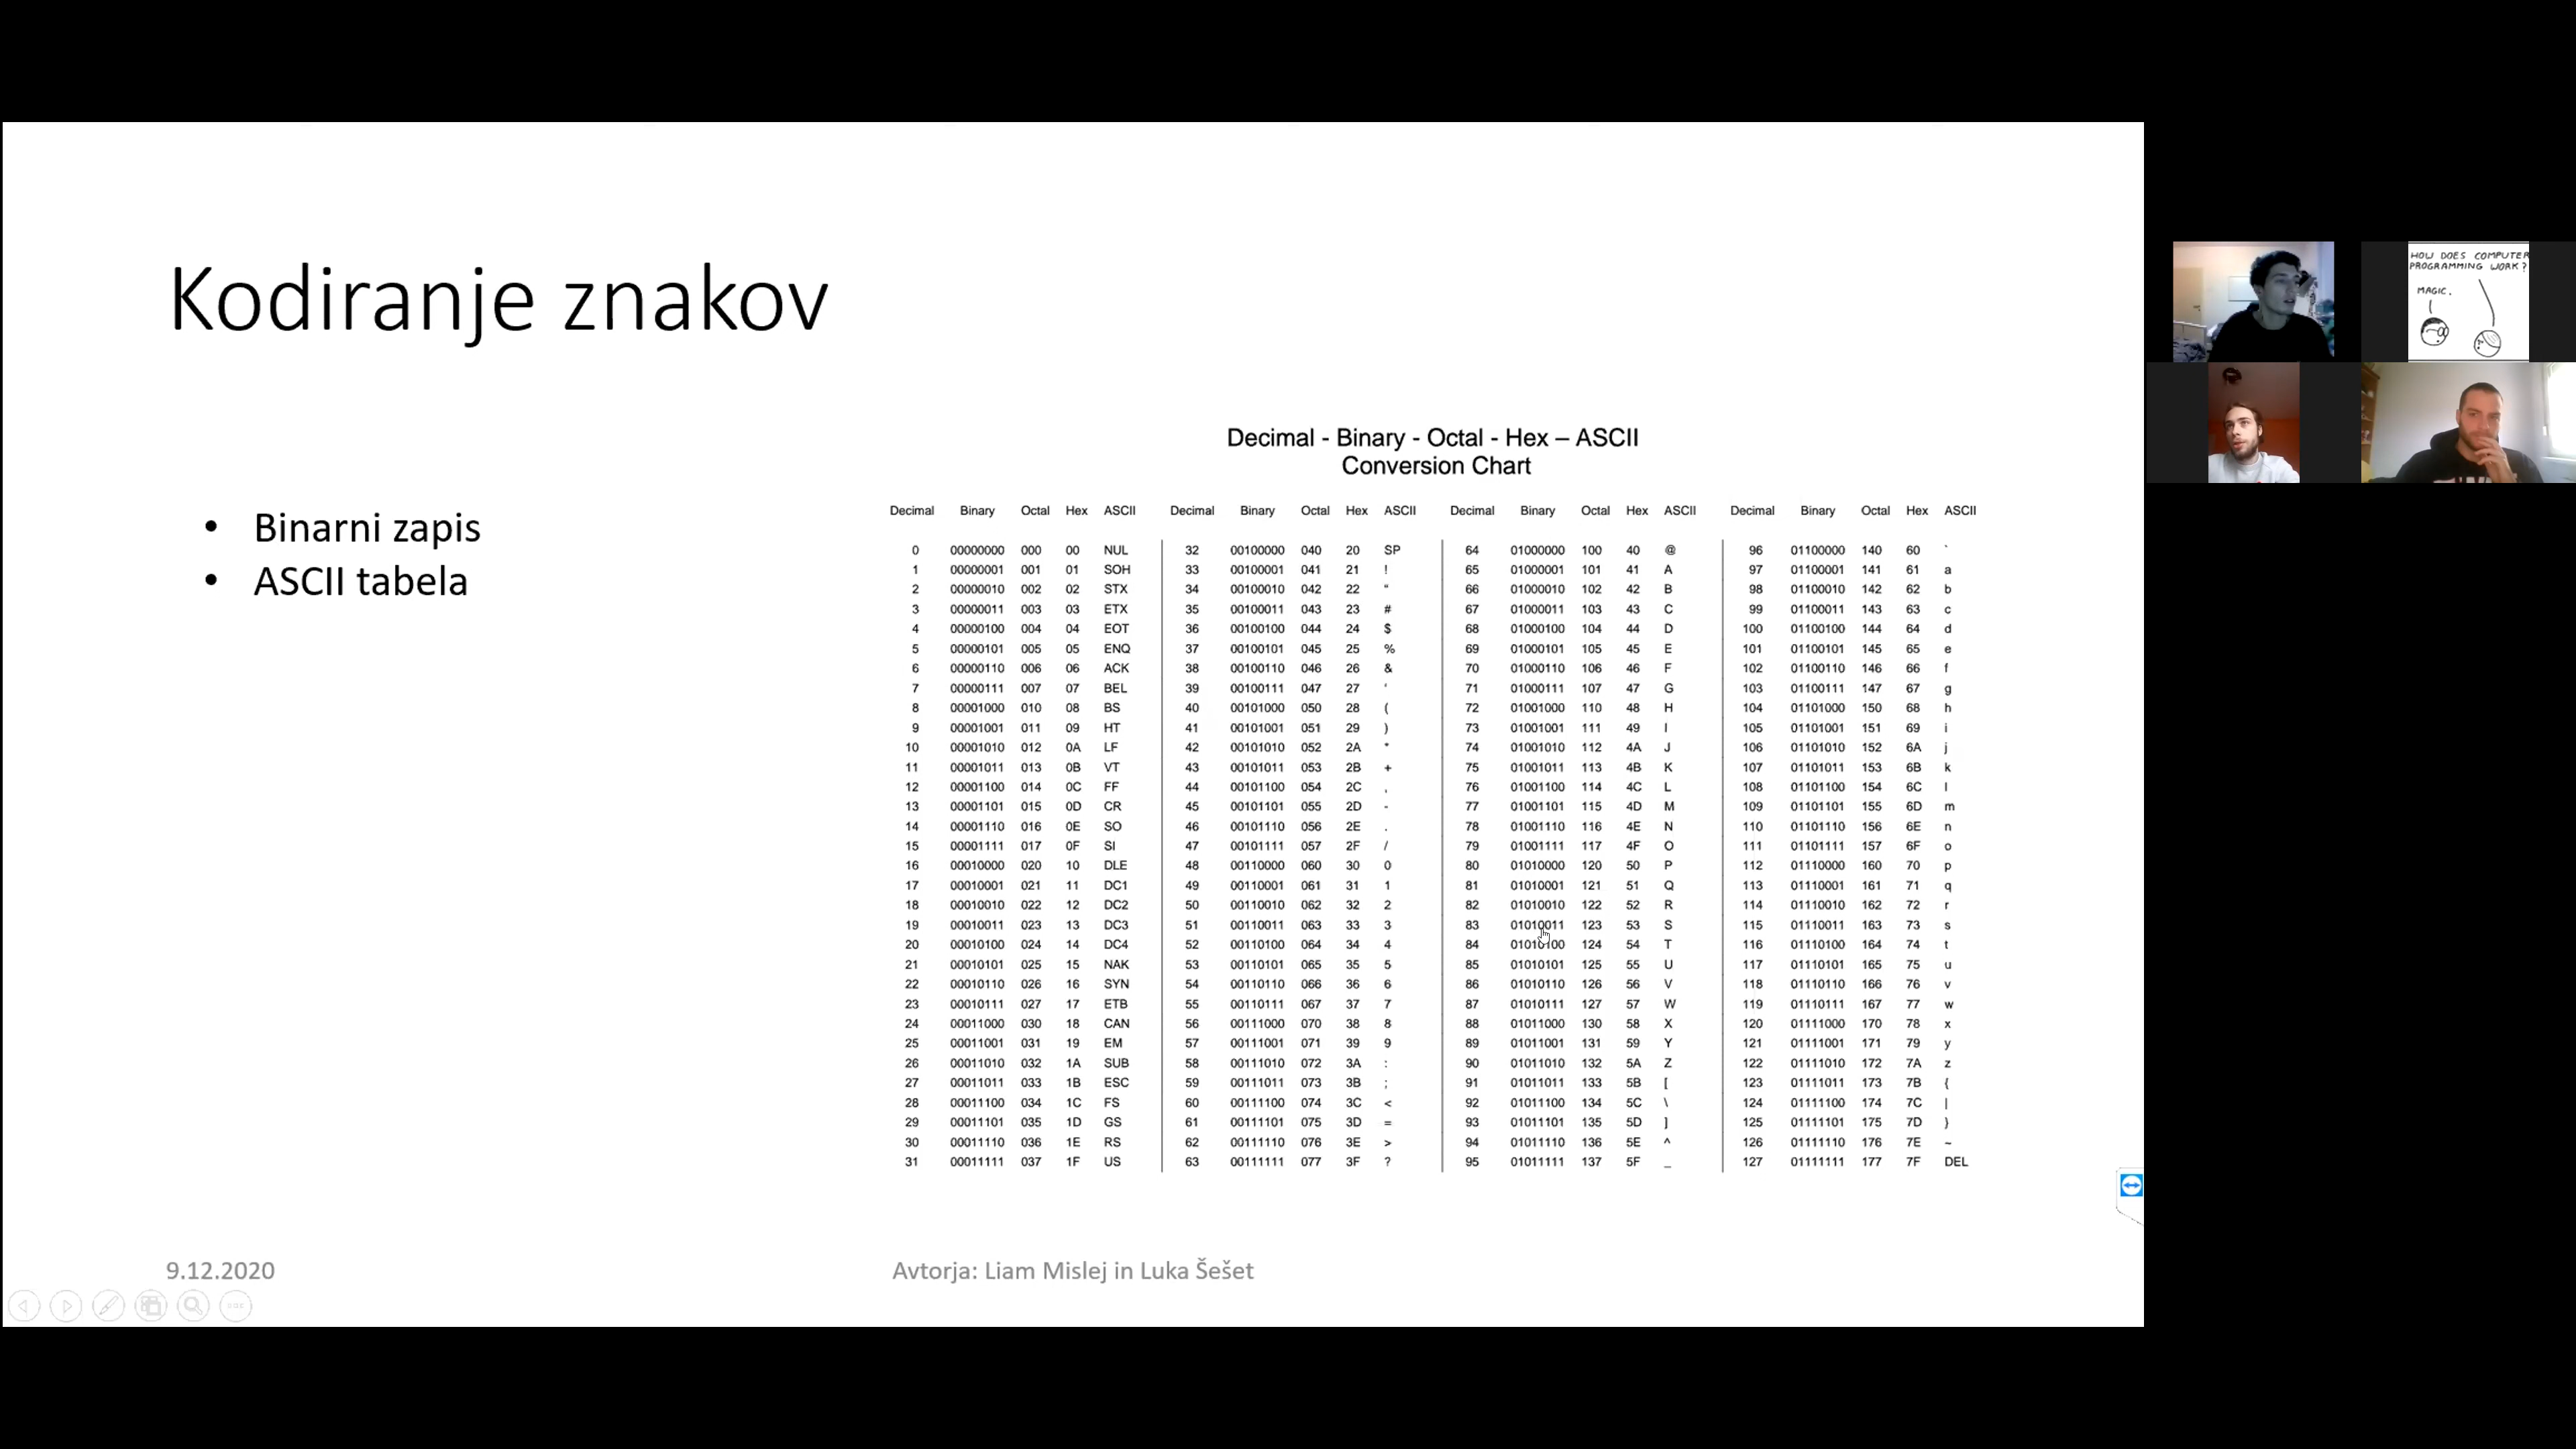 Kodiranje znakov
• Binarni zapis
• ASCII tabela
Decimal - Binary - Octal - Hex – ASCII
Conversion Chart
Decimal Binary Octal Hex ASCII Decimal Binary Octal Hex ASCII Decimal Binary Octal Hex ASCII Decimal Binary Octal Hex ASCII
0 00000000 000 00 NUL 32 00100000 040 20 SP 64 01000000 100 40 @ 96 01100000 140 60 `
1 00000001 001 01 SOH 33 00100001 041 21 ! 65 01000001 101 41 A 97 01100001 141 61 a
2 00000010 002 02 STX 34 00100010 042 22 “ 66 01000010 102 42 B 98 01100010 142 62 b
3 00000011 003 03 ETX 35 00100011 043 23 # 67 01000011 103 43 C 99 01100011 143 63 c
4 00000100 004 04 EOT 36 00100100 044 24 $ 68 01000100 104 44 D 100 01100100 144 64 d
5 00000101 005 05 ENQ 37 00100101 045 25 % 69 01000101 105 45 E 101 01100101 145 65 e
6 00000110 006 06 ACK 38 00100110 046 26 & 70 01000110 106 46 F 102 01100110 146 66 f
7 00000111 007 07 BEL 39 00100111 047 27 ‘ 71 01000111 107 47 G 103 01100111 147 67 g
8 00001000 010 08 BS 40 00101000 050 28 ( 72 01001000 110 48 H 104 01101000 150 68 h
9 00001001 011 09 HT 41 00101001 051 29 ) 73 01001001 111 49 I 105 01101001 151 69 i
10 00001010 012 0A LF 42 00101010 052 2A * 74 01001010 112 4A J 106 01101010 152 6A j
11 00001011 013 0B VT 43 00101011 053 2B + 75 01001011 113 4B K 107 01101011 153 6B k
12 00001100 014 0C FF 44 00101100 054 2C , 76 01001100 114 4C L 108 01101100 154 6C l
13 00001101 015 0D CR 45 00101101 055 2D - 77 01001101 115 4D M 109 01101101 155 6D m
14 00001110 016 0E SO 46 00101110 056 2E . 78 01001110 116 4E N 110 01101110 156 6E n
15 00001111 017 0F SI 47 00101111 057 2F / 79 01001111 117 4F O 111 01101111 157 6F o
16 00010000 020 10 DLE 48 00110000 060 30 0 80 01010000 120 50 P 112 01110000 160 70 p
17 00010001 021 11 DC1 49 00110001 061 31 1 81 01010001 121 51 Q 113 01110001 161 71 q
18 00010010 022 12 DC2 50 00110010 062 32 2 82 01010010 122 52 R 114 01110010 162 72 r
19 00010011 023 13 DC3 51 00110011 063 33 3 83 01010011 123 53 S 115 01110011 163 73 s
20 00010100 024 14 DC4 52 00110100 064 34 4 84 01010100 124 54 T 116 01110100 164 74 t
21 00010101 025 15 NAK 53 00110101 065 35 5 85 01010101 125 55 U 117 01110101 165 75 u
22 00010110 026 16 SYN 54 00110110 066 36 6 86 01010110 126 56 V 118 01110110 166 76 v
23 00010111 027 17 ETB 55 00110111 067 37 7 87 01010111 127 57 W 119 01110111 167 77 w
24 00011000 030 18 CAN 56 00111000 070 38 8 88 01011000 130 58 X 120 01111000 170 78 x
25 00011001 031 19 EM 57 00111001 071 39 9 89 01011001 131 59 Y 121 01111001 171 79 y
26 00011010 032 1A SUB 58 00111010 072 3A : 90 01011010 132 5A Z 122 01111010 172 7A z
27 00011011 033 1B ESC 59 00111011 073 3B ; 91 01011011 133 5B [ 123 01111011 173 7B {
28 00011100 034 1C FS 60 00111100 074 3C < 92 01011100 134 5C \ 124 01111100 174 7C |
29 00011101 035 1D GS 61 00111101 075 3D = 93 01011101 135 5D ] 125 01111101 175 7D }
30 00011110 036 1E RS 62 00111110 076 3E > 94 01011110 136 5E ^ 126 01111110 176 7E ~
31 00011111 037 1F US 63 00111111 077 3F ? 95 01011111 137 5F _ 127 01111111 177 7F DEL
9.12.2020
Avtorja: Liam Mislej in Luka Šešet
HOW DOES COMPUTER
PROGRAMMING WORK?
MAGIC.